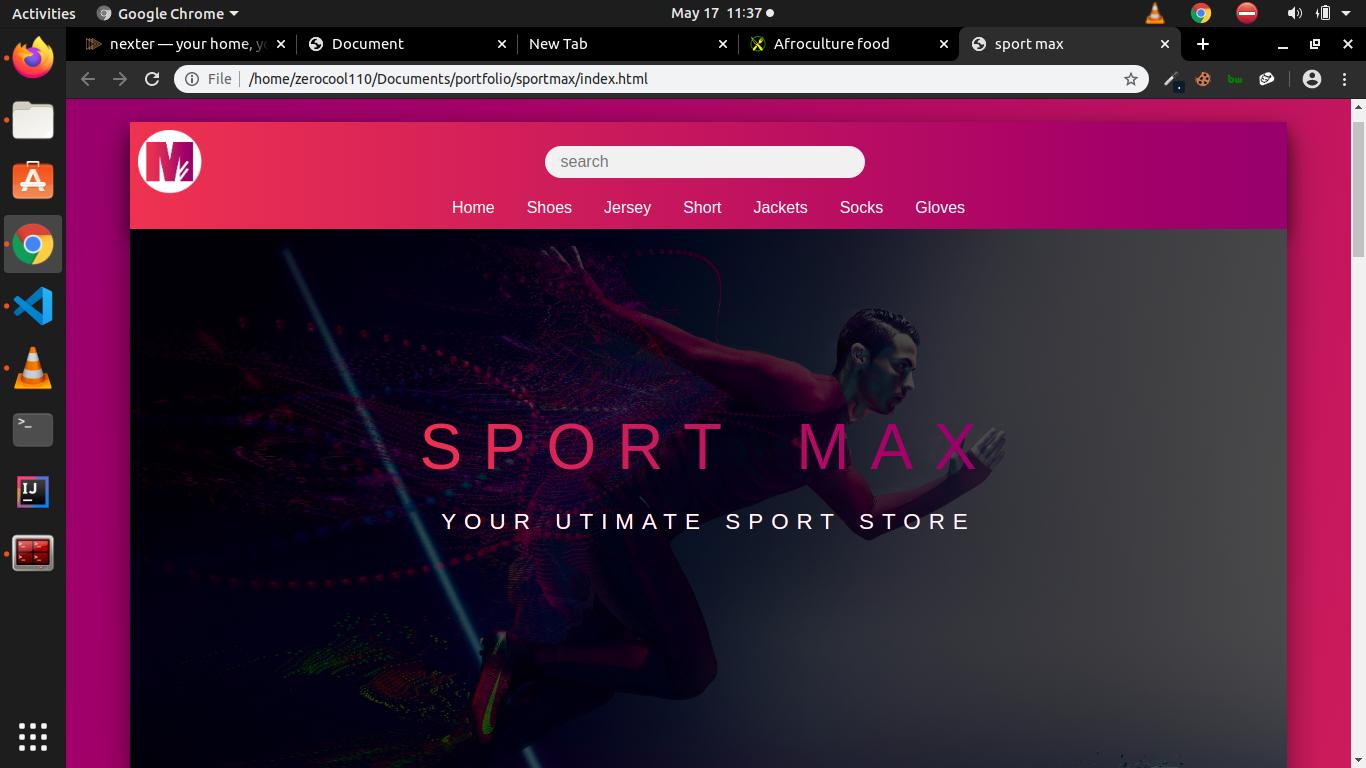 Activities Google Chrome May 17 11:37
nexter — your home, yo Document New Tab Afroculture food sport max
File /home/zerocool110/Documents/portfolio/sportmax/index.html
M
search
Home Shoes Jersey Short Jackets Socks Gloves
SPORT MAX
YOUR UTIMATE SPORT STORE
>_
IJ